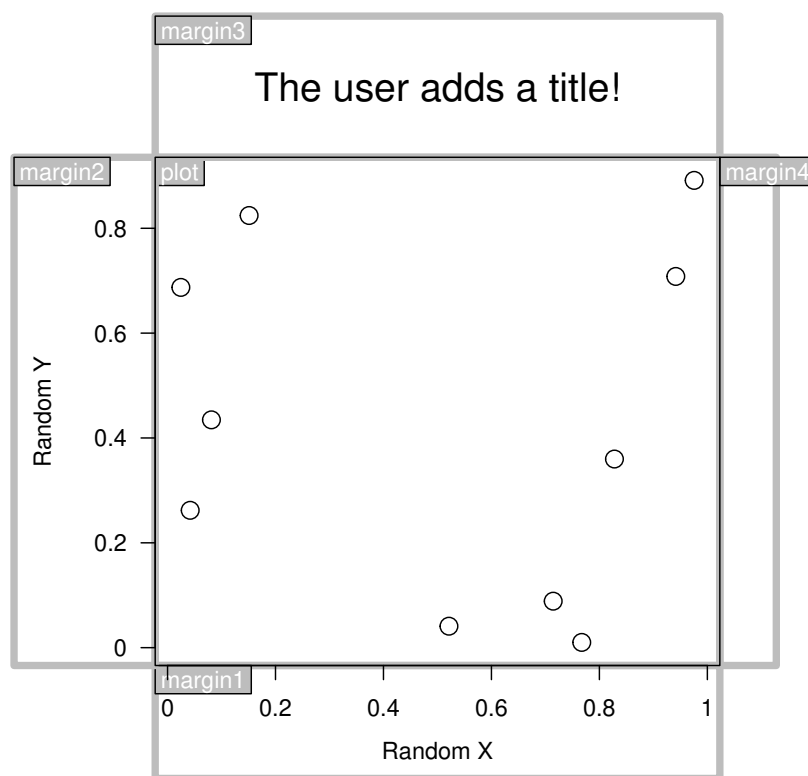 margin3
The user adds a title!
margin2
plot
margin4
0.8
0.6
0.4
0.2
0
Random Y
margin1
0 0.2 0.4 0.6 0.8 1
Random X